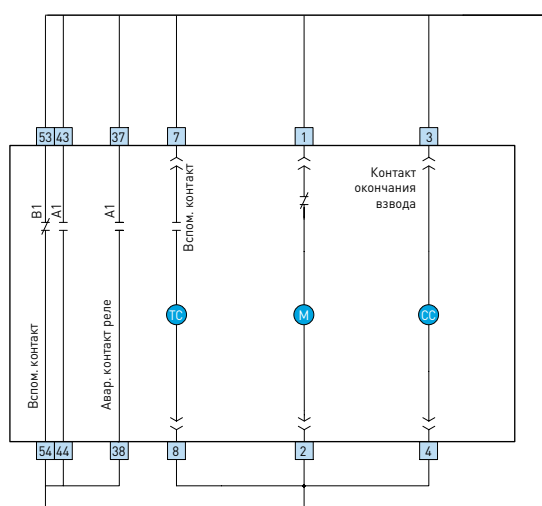 53 43 37 7 1 3
Контакт
окончания
взвода
B1
A1
A1
Вспом. контакт
TC M CC
Вспом. контакт
Авар. контакт реле
54 44 38 8 2 4